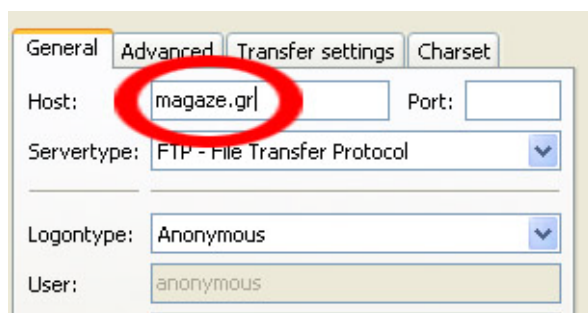 General Advanced Transfer settings Charset
Host: magaze.gr Port:
Servertype: FTP - File Transfer Protocol
Logontype: Anonymous
User: anonymous